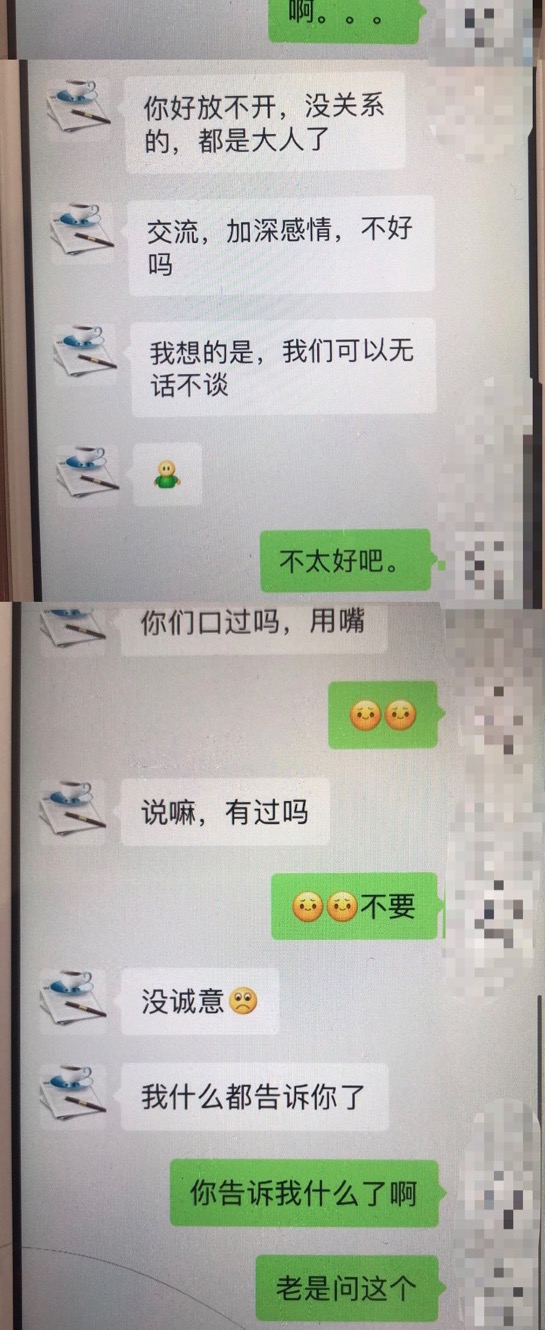 啊。。。
你好放不开，没关系
的，都是大人了
交流，加深感情，不好
吗
我想的是，我们可以无
话不谈
不太好吧。
你们口过吗，用嘴
说嘛，有过吗
不要
没诚意
我什么都告诉你了
你告诉我什么了啊
老是问这个